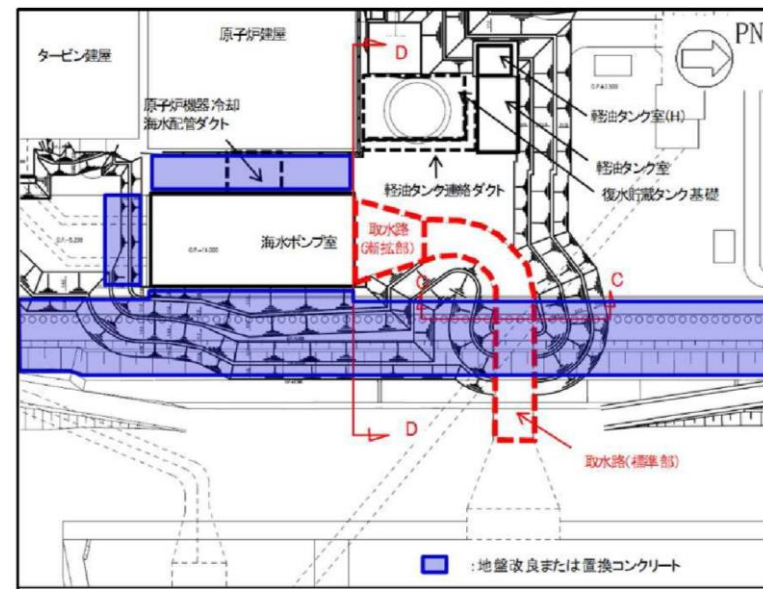 原子炉建屋
タービン建屋
D
PN
原子炉機器冷却
海水配管ダクト
軽油タンク室(H)
軽油タンク室
復水貯蔵タンク基礎
軽油タンク連絡ダクト
取水路
(漸拡部)
海水ポンプ室
C
C
D
取水路(標準部)
:地盤改良または置換コンクリート